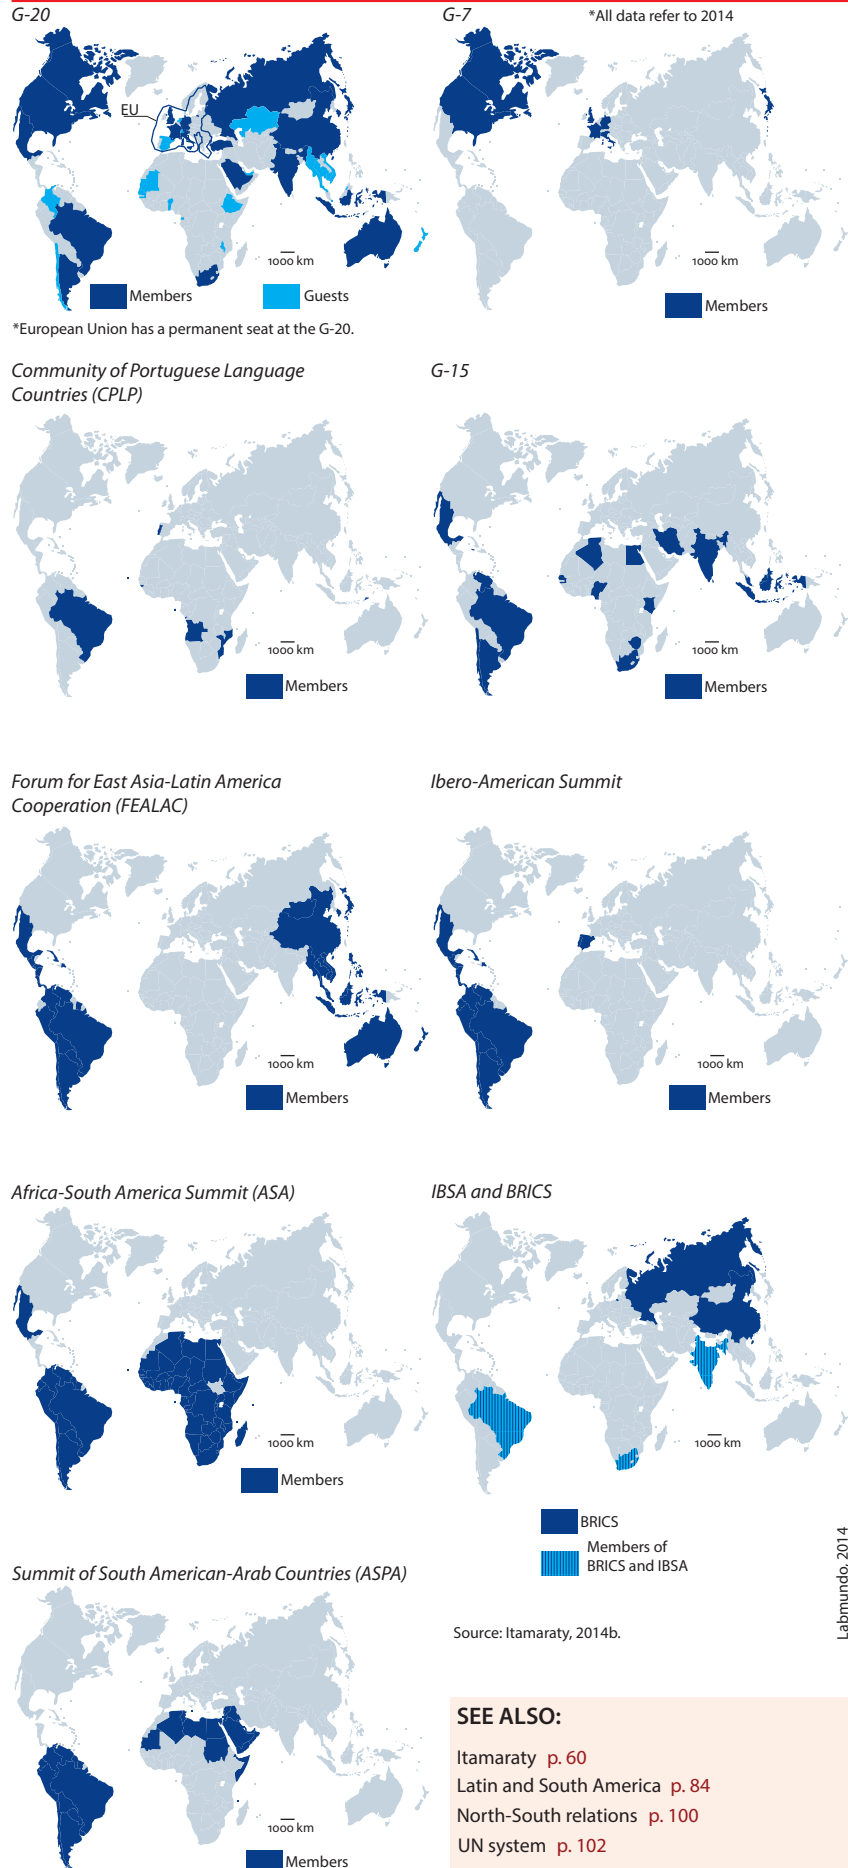 G-20
G-7
*All data refer to 2014
EU
1000 km
1000 km
Members
Guests
Members
*European Union has a permanent seat at the G-20.
Community of Portuguese Language
Countries (CPLP)
G-15
1000 km
1000 km
Members
Members
Forum for East Asia-Latin America
Cooperation (FEALAC)
Ibero-American Summit
1000 km
1000 km
Members
Members
Africa-South America Summit (ASA)
IBSA and BRICS
1000 km
1000 km
Members
BRICS
Members of
BRICS and IBSA
Labmundo, 2014
Summit of South American-Arab Countries (ASPA)
Source: Itamaraty, 2014b.
1000 km
Members
SEE ALSO:
Itamaraty p. 60
Latin and South America p. 84
North-South relations p. 100
UN system p. 102